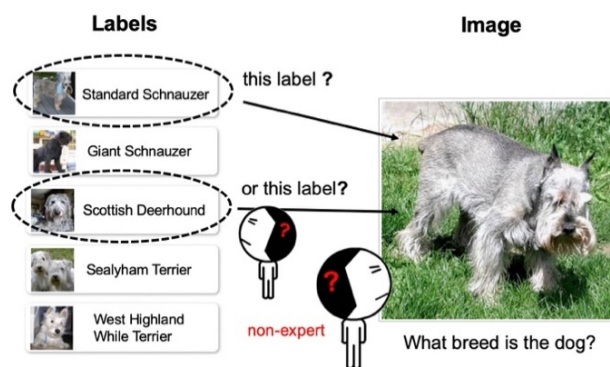 Labels
Image
Standard Schnauzer
this label ?
Giant Schnauzer
Scottish Deerhound
or this label?
?
Sealyham Terrier
?
West Highland
While Terrier
non-expert
What breed is the dog?